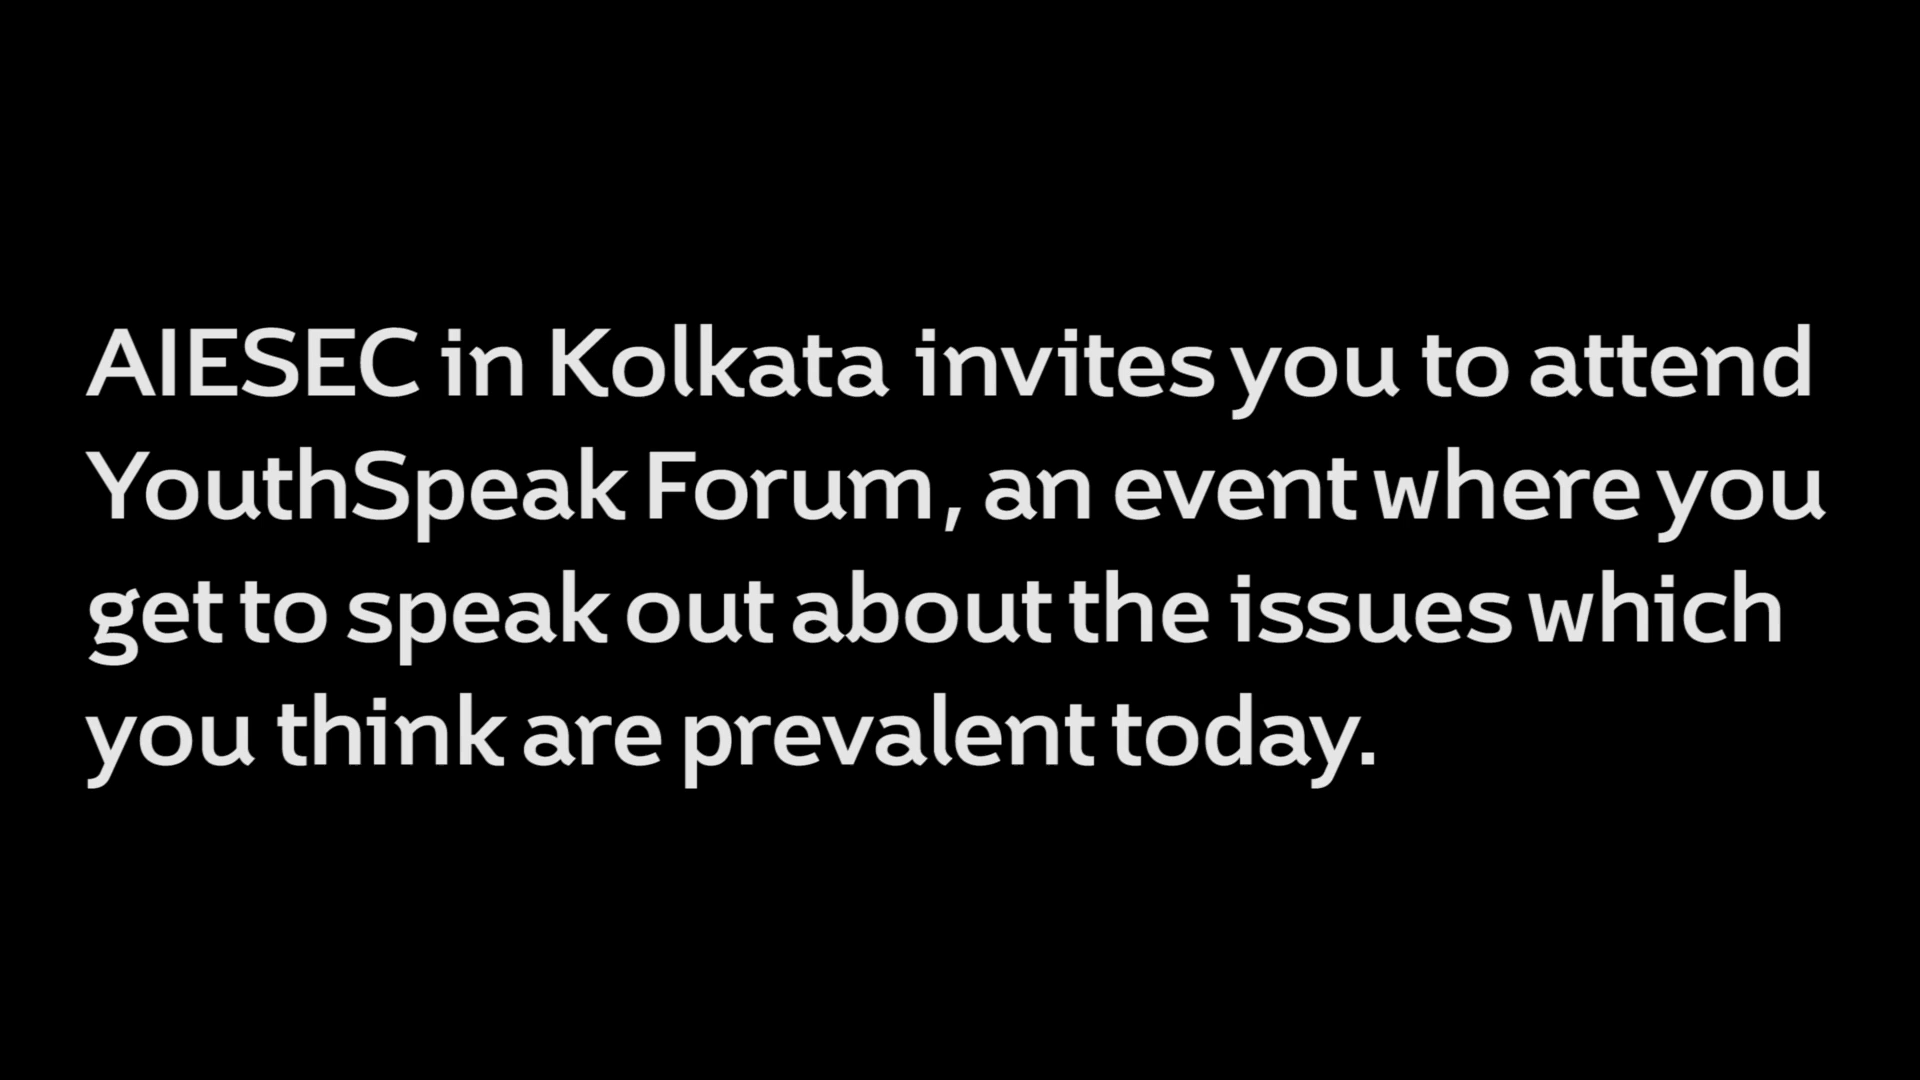 AIESEC in Kolkata invites you to attend
YouthSpeak Forum, an event where you
get to speak out about the issues which
you think are prevalent today.